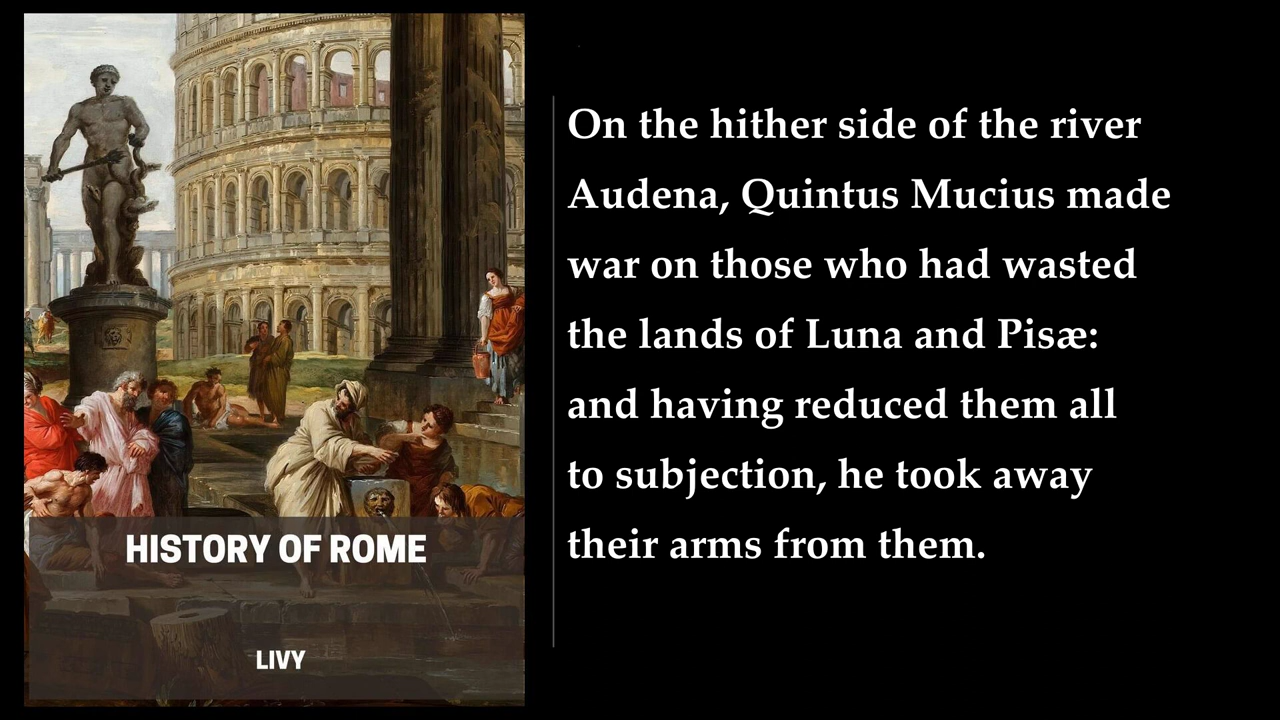 HISTORY OF ROME
LIVY
On the hither side of the river
Audena, Quintus Mucius made
war on those who had wasted
the lands of Luna and Pisæ:
and having reduced them all
to subjection, he took away
their arms from them.